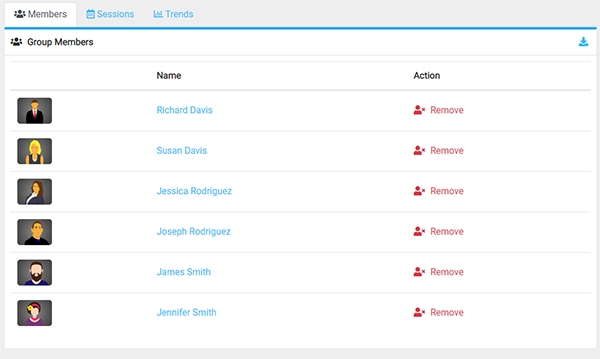 Members Sessions Trends
Group Members
Name Action
Richard Davis Remove
Susan Davis Remove
Jessica Rodriguez Remove
Joseph Rodriguez Remove
James Smith Remove
Jennifer Smith Remove